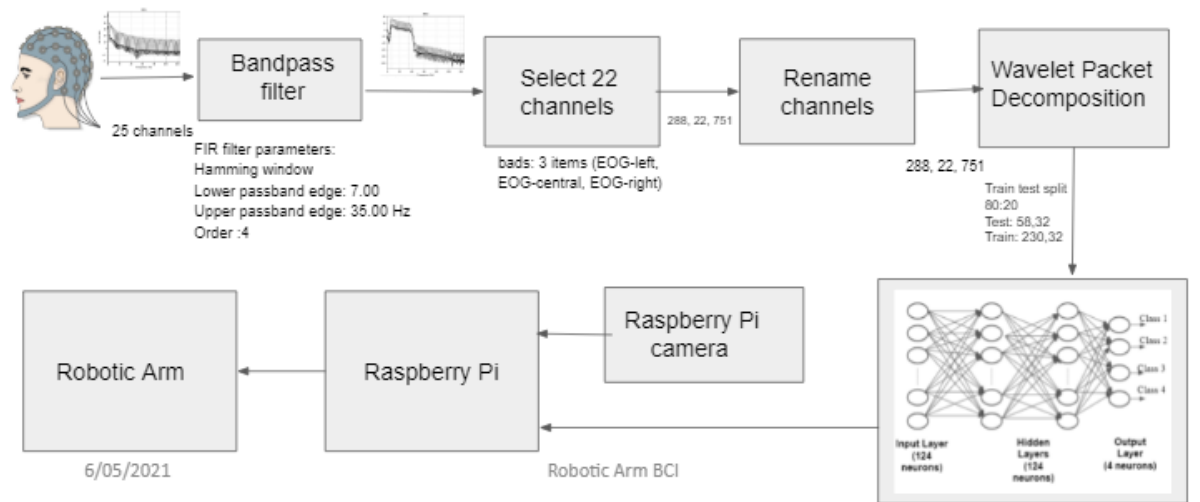 Bandpass
filter
25 channels
FIR filter parameters:
Hamming window
Lower passband edge: 7.00
Upper passband edge: 35.00 Hz
Order :4
Select 22
channels
bads: 3 items (EOG-left,
EOG-central, EOG-right)
288, 22, 751
Rename
channels
288, 22, 751
Wavelet Packet
Decomposition
Train test split
80:20
Test: 58,32
Train: 230,32
Class 1
Class 2
Class 3
Class 4
Input Layer
(124
neurons)
Hidden
Layers
(124
neurons)
Output
Layer
(4 neurons)
Raspberry Pi
camera
Raspberry Pi
Robotic Arm
6/05/2021
Robotic Arm BCI